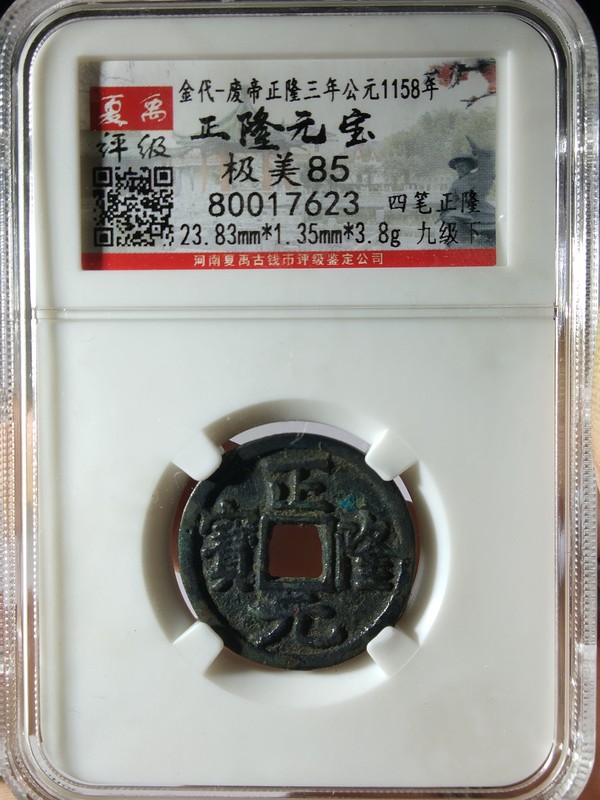 金代-废帝正隆三年公元1158年
夏禹
评级
正隆元宝
极美85
80017623 四笔正隆
23.83mm*1.35mm*3.8g 九级下
河南夏禹古钱币评级鉴定公司
正
隆
元
寳